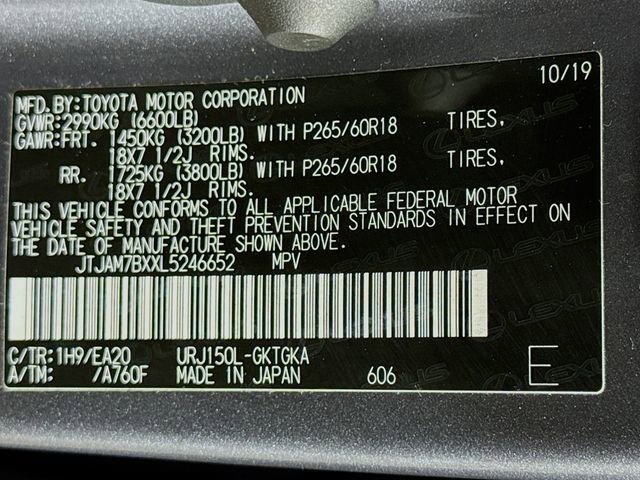 10/19
MFD.BY:TOYOTA MOTOR CORPORATION
GVWR:2990KG (6600LB)
GAWR:FRT. 1450KG (3200LB) WITH P265/60R18 TIRES,
18X7 1/2J RIMS.
RR. 1725KG (3800LB) WITH P265/60R18 TIRES,
18X7 1/2J RIMS.
THIS VEHICLE CONFORMS TO ALL APPLICABLE FEDERAL MOTOR
VEHICLE SAFETY AND THEFT PREVENTION STANDARDS IN EFFECT ON
THE DATE OF MANUFACTURE SHOWN ABOVE.
JTJAM7BXXL5246652 MPV
C/TR:1H9/EA20 URJ150L-GKTGKA
A/TM: /A760F MADE IN JAPAN 606 E
LEXUS